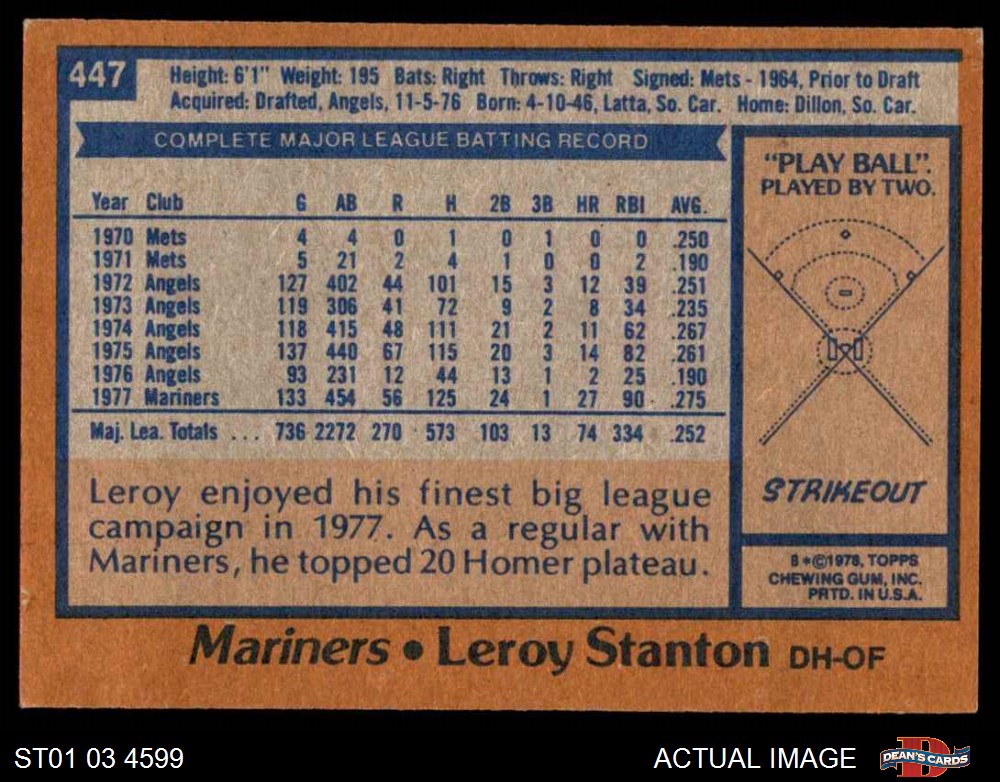 447
Height: 6'1" Weight: 195 Bats: Right Throws: Right Signed: Mets - 1964, Prior to Draft
Acquired: Drafted, Angels, 11-5-76 Born: 4-10-46, Latta, So. Car. Home: Dillon, So. Car.
COMPLETE MAJOR LEAGUE BATTING RECORD
Year Club G AB R H 2B 3B HR RBI AVG.
1970 Mets 4 4 0 1 0 1 0 0 .250
1971 Mets 5 21 2 4 1 0 0 2 .190
1972 Angels 127 402 44 101 15 3 12 39 .251
1973 Angels 119 306 41 72 9 2 8 34 .235
1974 Angels 118 415 48 111 21 2 11 62 .267
1975 Angels 137 440 67 115 20 3 14 82 .261
1976 Angels 93 231 12 44 13 1 2 25 .190
1977 Mariners 133 454 56 125 24 1 27 90 .275
Maj. Lea. Totals ... 736 2272 270 573 103 13 74 334 .252
Leroy enjoyed his finest big league
campaign in 1977. As a regular with
Mariners, he topped 20 Homer plateau.
"PLAY BALL".
PLAYED BY TWO.
STRIKEOUT
B*©1978, TOPPS
CHEWING GUM, INC.
PRTD. IN U.S.A.
Mariners • Leroy Stanton DH-OF
ST01 03 4599
ACTUAL IMAGE
D
DEAN'S CARDS